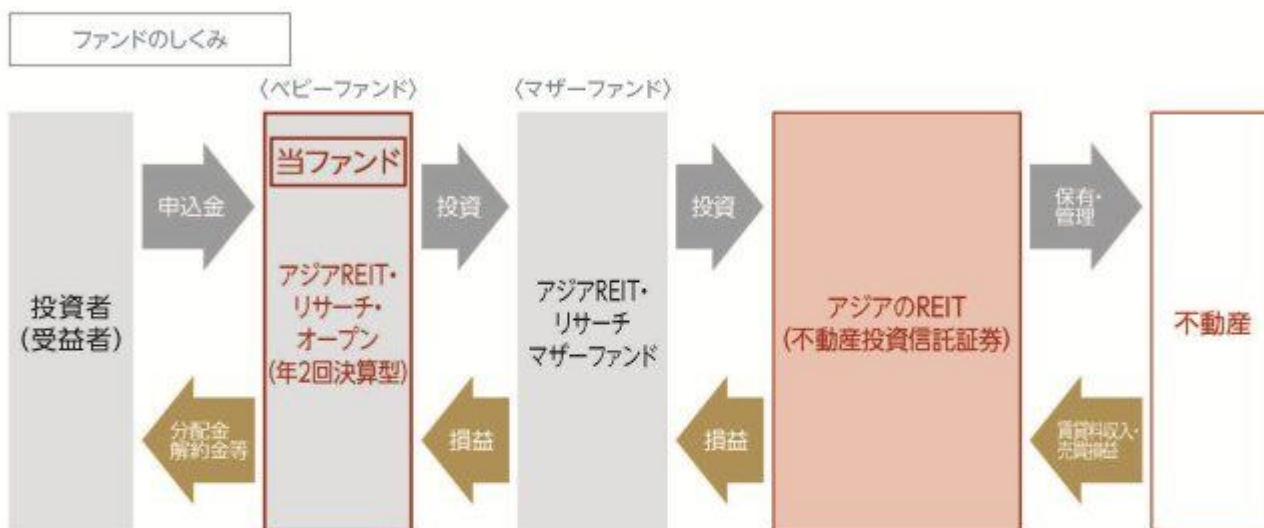 ファンドのしくみ
〈ベビーファンド〉
〈マザーファンド〉
当ファンド
申込金
投資
投資
保有・
管理
投資者
(受益者)
アジアREIT・
リサーチ・
オープン
(年2回決算型)
アジアREIT・
リサーチ
マザーファンド
アジアのREIT
(不動産投資信託証券)
不動産
分配金
解約金等
損益
損益
賃貸料収入・
売買損益